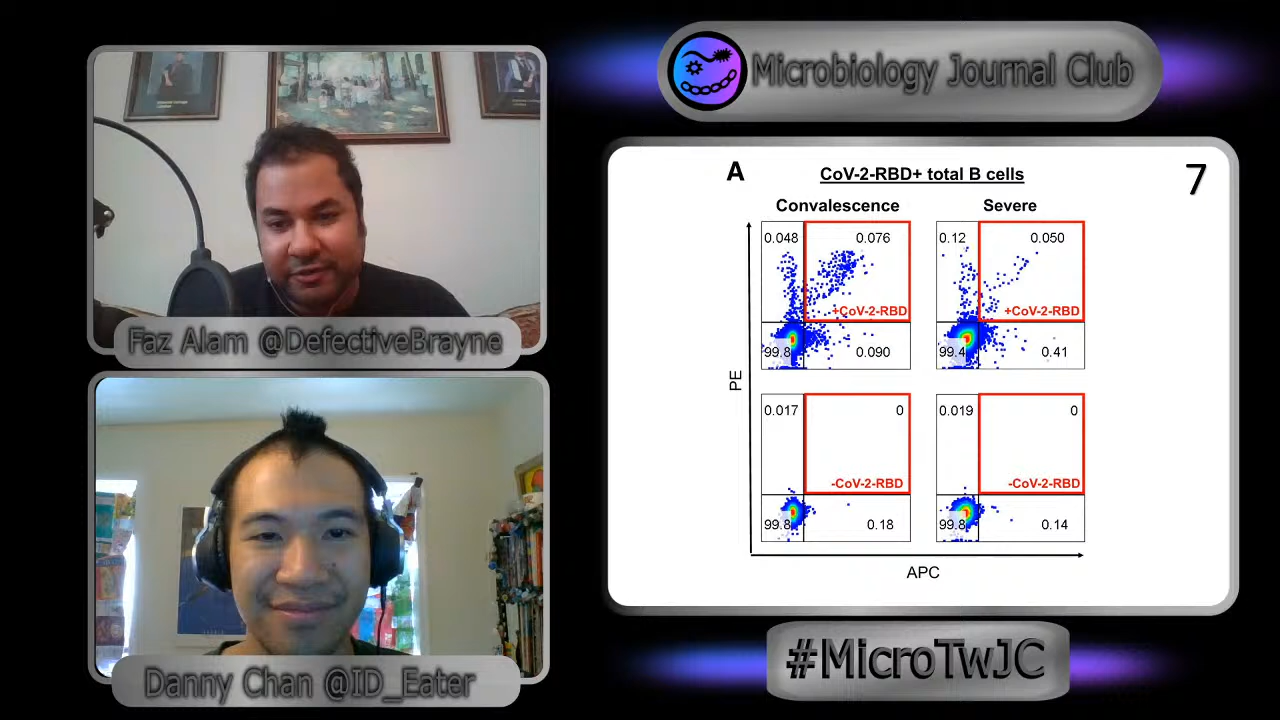 Faz Alam @DefectiveBrayne
Danny Chan @ID_Eater
Microbiology Journal Club
A
CoV-2-RBD+ total B cells
7
Convalescence
Severe
0.048
0.076
0.12
0.050
+CoV-2-RBD
+CoV-2-RBD
99.8
0.090
99.4
0.41
PE
0.017
0
0.019
0
-CoV-2-RBD
-CoV-2-RBD
99.8
0.18
99.8
0.14
APC
#MicroTwJC